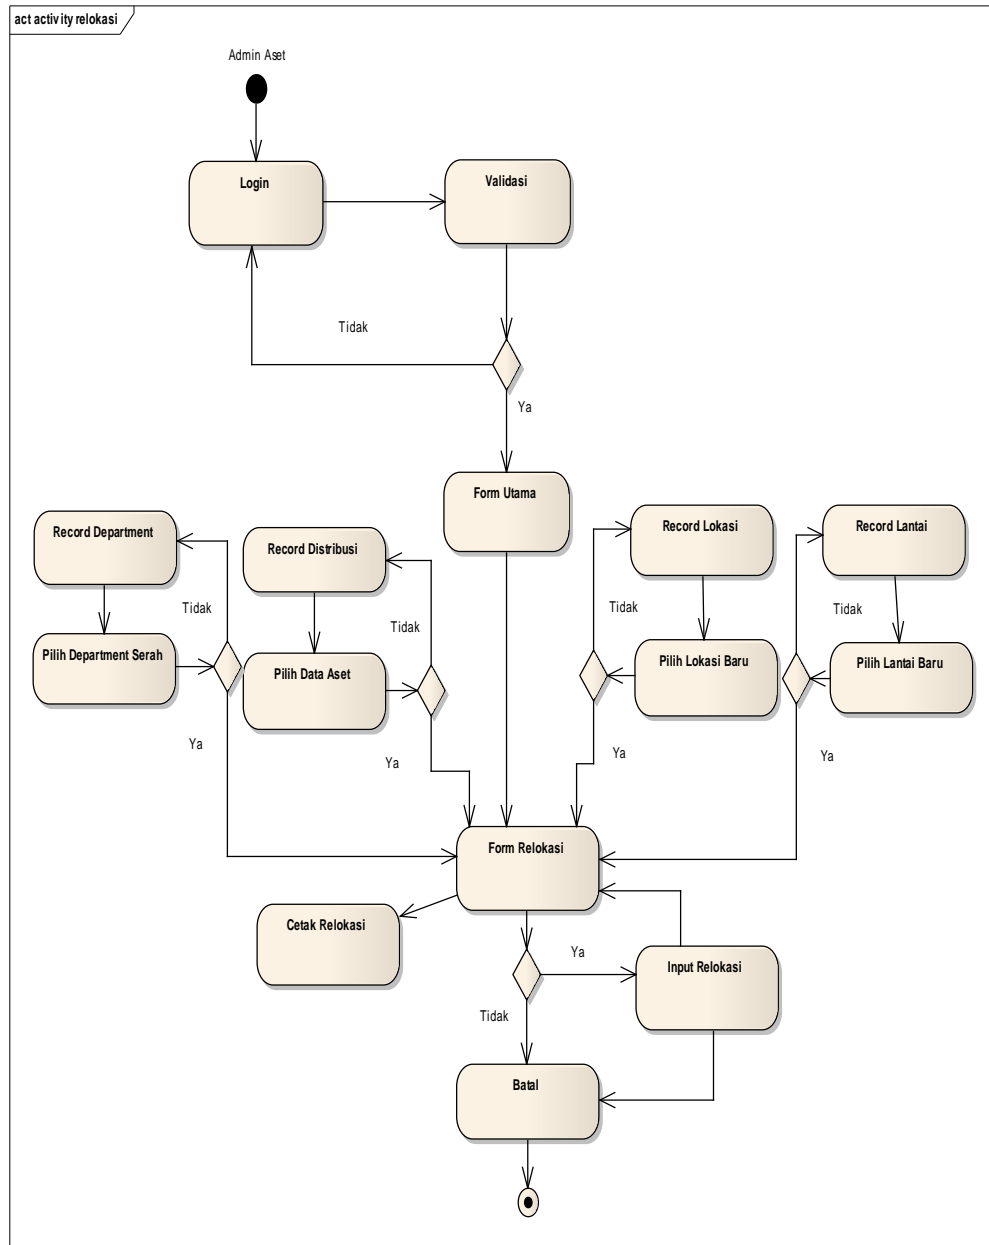 act activity relokasi
Admin Aset
Login
Validasi
Tidak
Ya
Form Utama
Record Department
Record Distribusi
Record Lokasi
Record Lantai
Tidak
Tidak
Tidak
Tidak
Pilih Department Serah
Pilih Data Aset
Pilih Lokasi Baru
Pilih Lantai Baru
Ya
Ya
Ya
Ya
Form Relokasi
Cetak Relokasi
Ya
Input Relokasi
Tidak
Batal